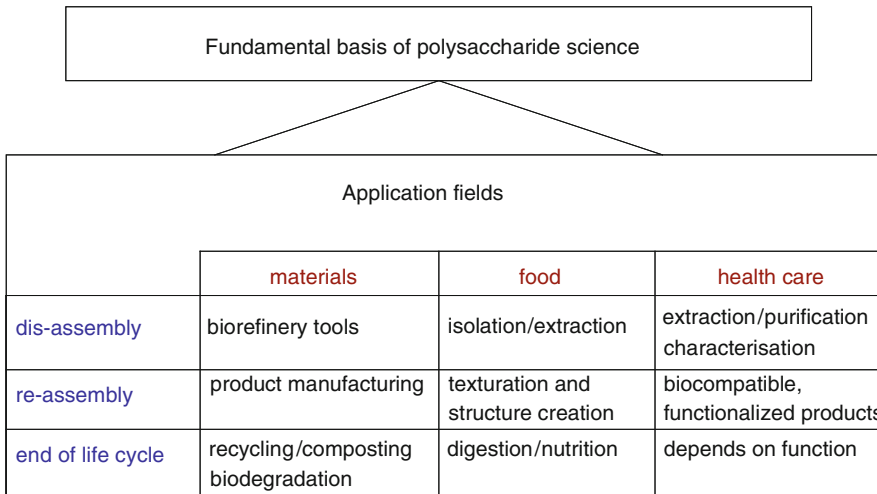 Fundamental basis of polysaccharide science
Application fields
materials food health care
dis-assembly biorefinery tools isolation/extraction extraction/purification
characterisation
re-assembly product manufacturing texturation and biocompatible,
structure creation functionalized products
end of life cycle recycling/composting digestion/nutrition depends on function
biodegradation